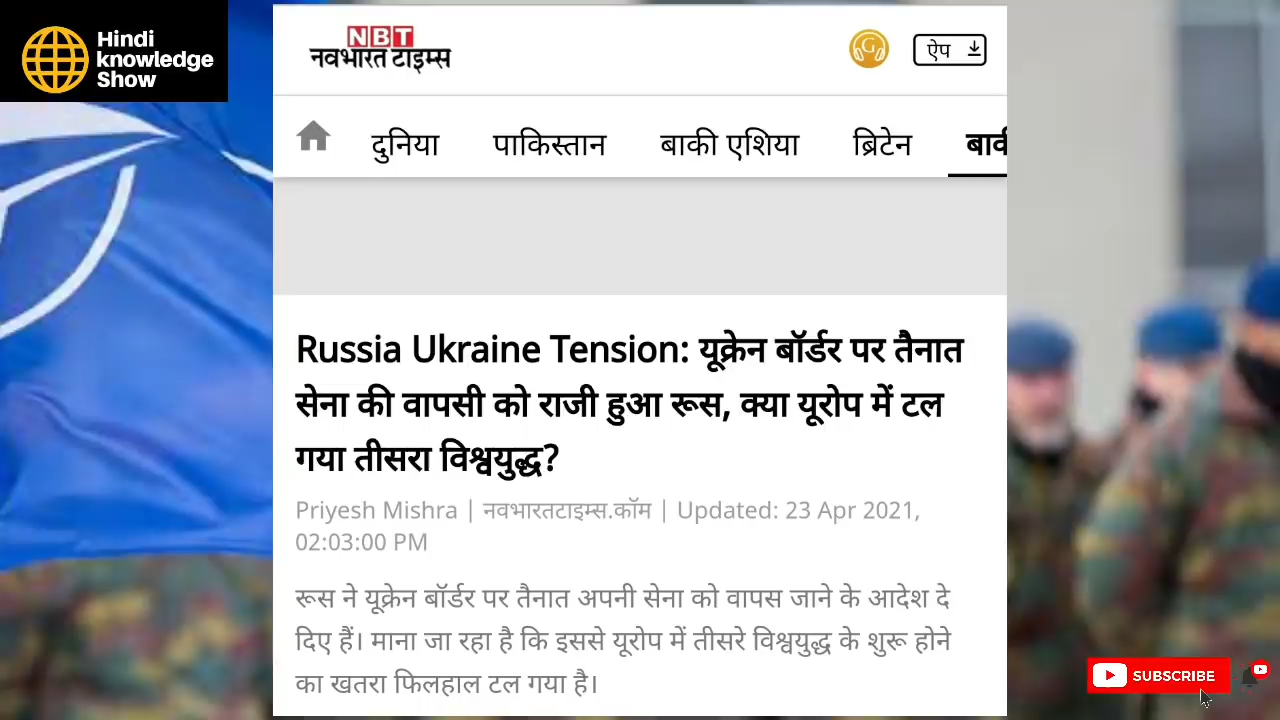 Hindi
knowledge
Show
NBT
नवभारत टाइम्स
G
ऐप
दुनिया पाकिस्तान बाकी एशिया ब्रिटेन
Russia Ukraine Tension: यूक्रेन बॉर्डर पर तैनात
सेना की वापसी को राजी हुआ रूस, क्या यूरोप में टल
गया तीसरा विश्वयुद्ध?
Priyesh Mishra | नवभारतटाइम्स.कॉम | Updated: 23 Apr 2021,
02:03:00 PM
रूस ने यूक्रेन बॉर्डर पर तैनात अपनी सेना को वापस जाने के आदेश दे
दिए हैं। माना जा रहा है कि इससे यूरोप में तीसरे विश्वयुद्ध के शुरू होने
का खतरा फिलहाल टल गया है।
SUBSCRIBE